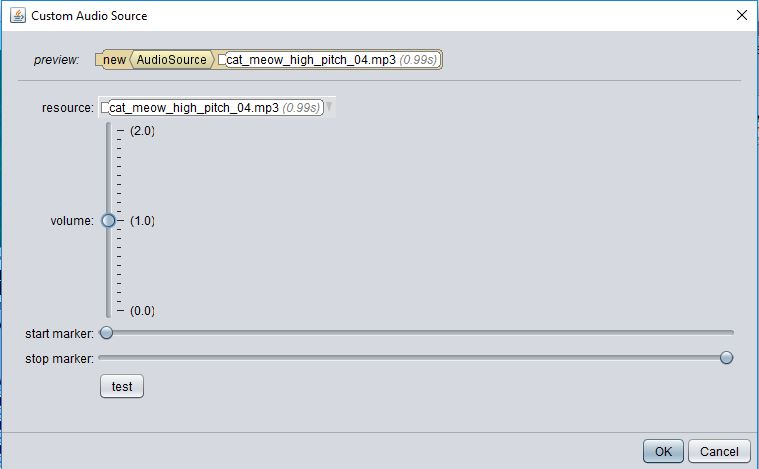 Custom Audio Source
preview: new AudioSource cat_meow_high_pitch_04.mp3 (0.99s)
resource: cat_meow_high_pitch_04.mp3 (0.99s)
(2.0)
volume: (1.0)
(0.0)
start marker:
stop marker:
test
OK Cancel